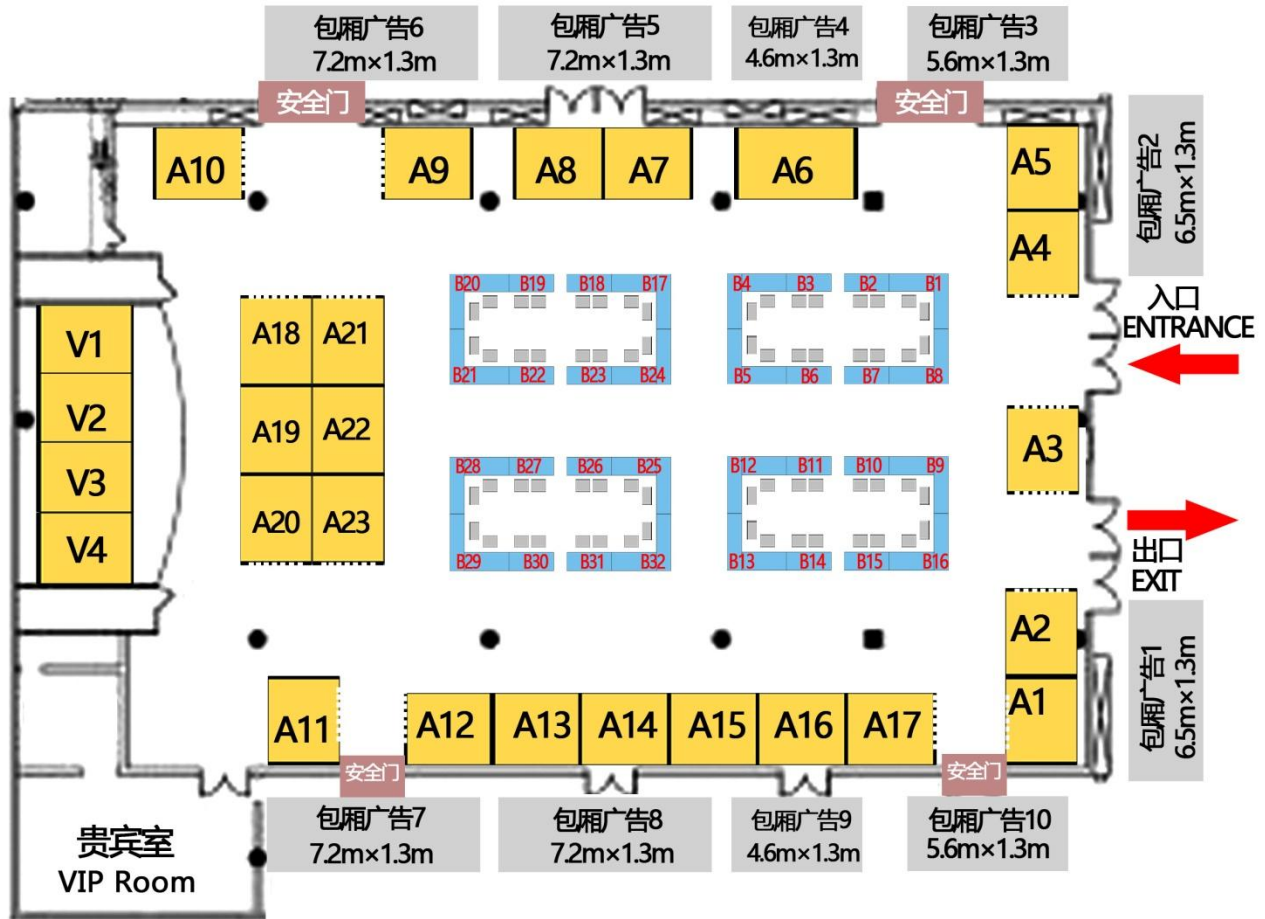 包厢广告6
7.2m×1.3m
包厢广告5
7.2m×1.3m
包厢广告4
4.6m×1.3m
包厢广告3
5.6m×1.3m
安全门
安全门
包厢广告2
6.5m×1.3m
A10
A9
A8
A7
A6
A5
A4
B20
B19
B18
B17
B4
B3
B2
B1
入口
ENTRANCE
V1
V2
V3
V4
A18
A21
A19
A22
A20
A23
B21
B22
B23
B24
B5
B6
B7
B8
A3
B28
B27
B26
B25
B12
B11
B10
B9
B29
B30
B31
B32
B13
B14
B15
B16
出口
EXIT
A2
A1
包厢广告1
6.5m×1.3m
A11
A12
A13
A14
A15
A16
A17
安全门
安全门
包厢广告7
7.2m×1.3m
包厢广告8
7.2m×1.3m
包厢广告9
4.6m×1.3m
包厢广告10
5.6m×1.3m
贵宾室
VIP Room